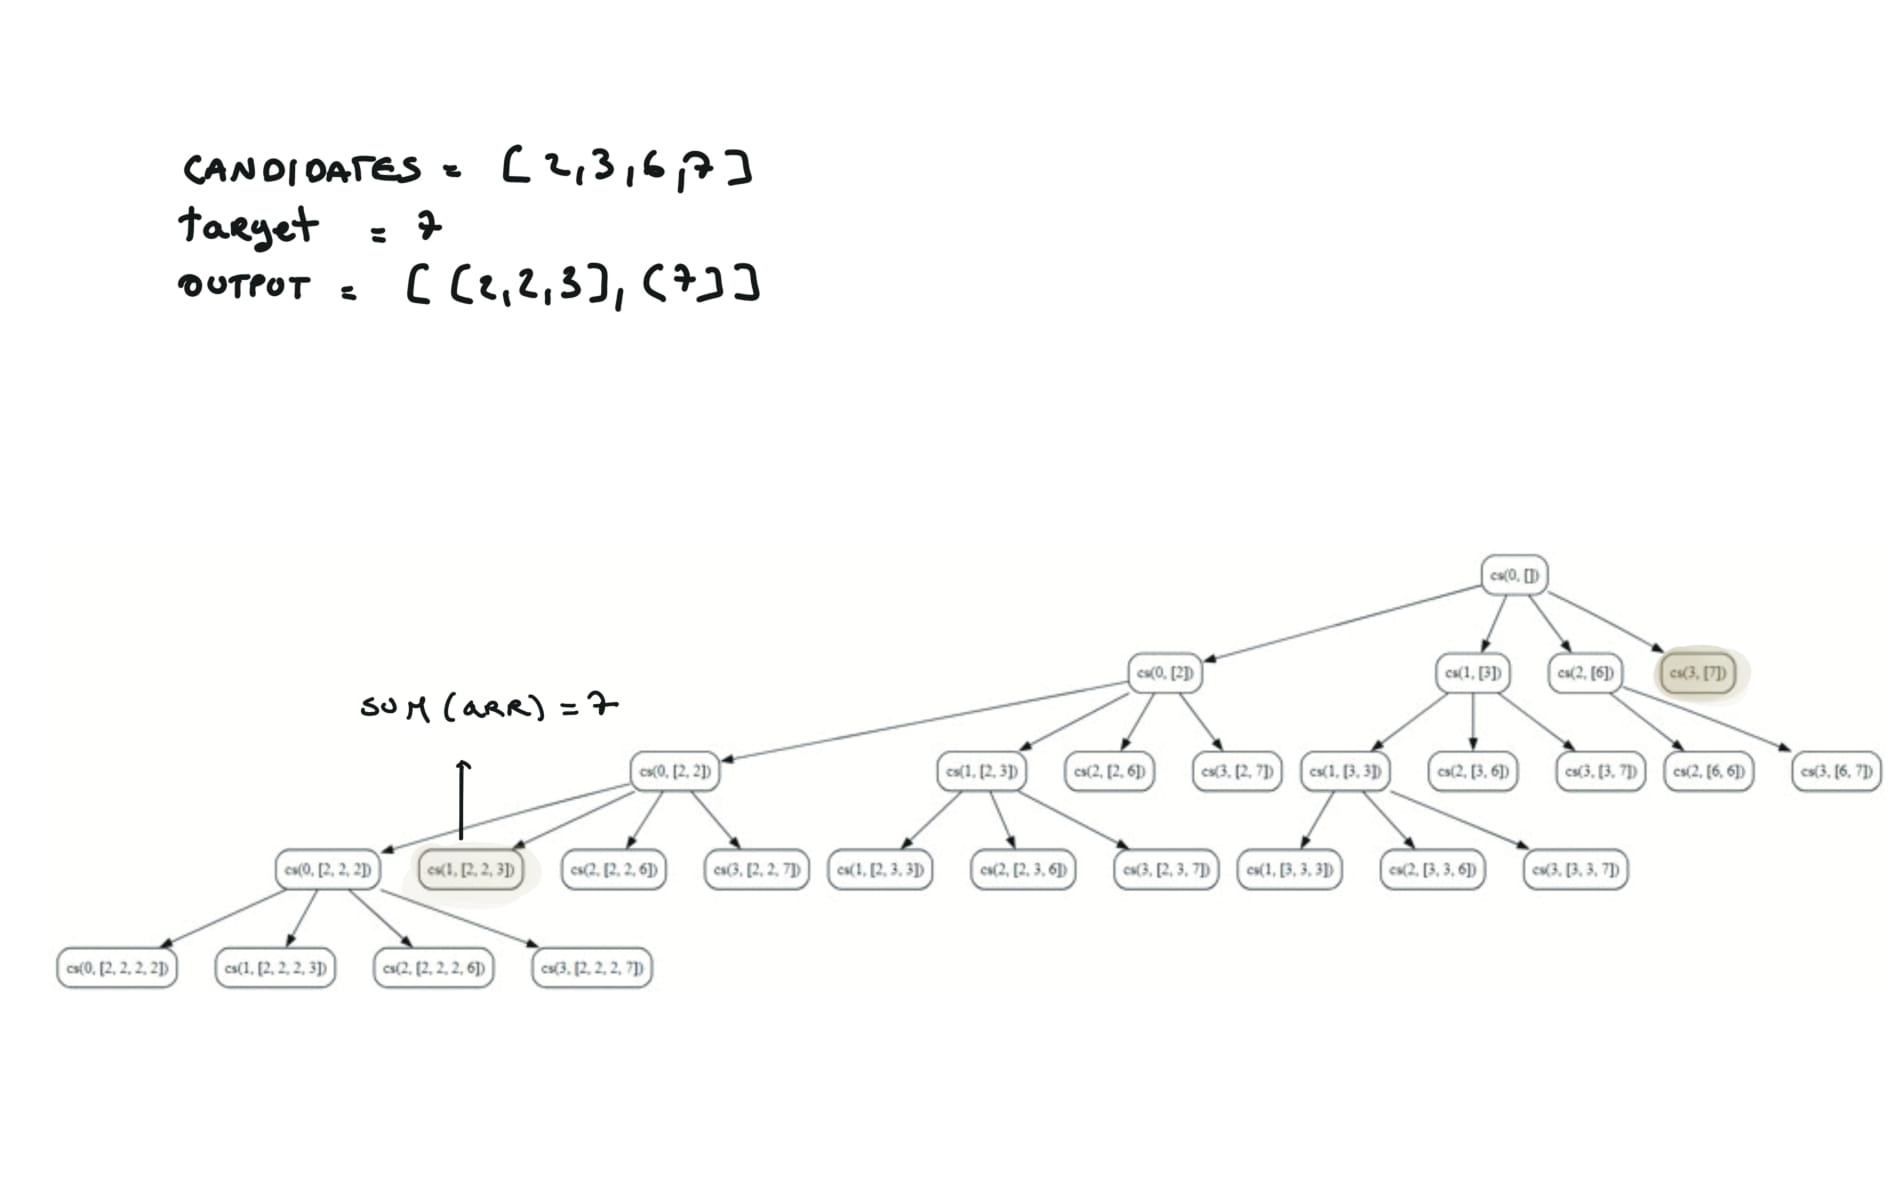 CANDIDATES = [2,3,6,7]
target = 7
OUTPUT = [[2,2,3],[7]]
cs(0, [])
cs(0, [2]) cs(1, [3]) cs(2, [6]) cs(3, [7])
SUM (ARR) = 7
cs(0, [2, 2]) cs(1, [2, 3]) cs(2, [2, 6]) cs(3, [2, 7]) cs(1, [3, 3]) cs(2, [3, 6]) cs(3, [3, 7]) cs(2, [6, 6]) cs(3, [6, 7])
cs(0, [2, 2, 2]) cs(1, [2, 2, 3]) cs(2, [2, 2, 6]) cs(3, [2, 2, 7]) cs(1, [2, 3, 3]) cs(2, [2, 3, 6]) cs(3, [2, 3, 7]) cs(1, [3, 3, 3]) cs(2, [3, 3, 6]) cs(3, [3, 3, 7])
cs(0, [2, 2, 2, 2]) cs(1, [2, 2, 2, 3]) cs(2, [2, 2, 2, 6]) cs(3, [2, 2, 2, 7])